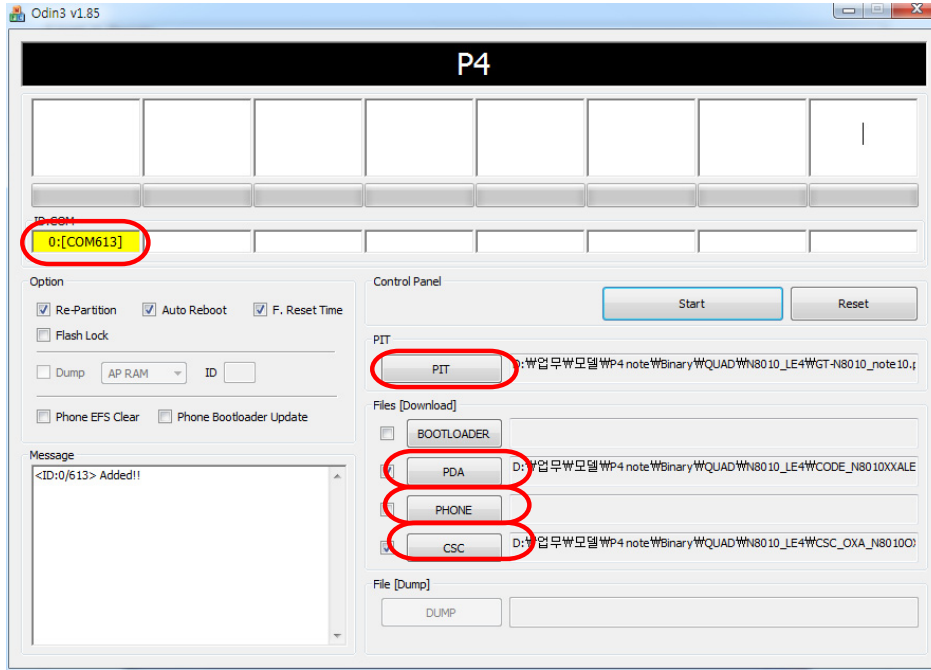 Odin3 v1.85
P4
ID:COM
0:[COM613]
Option
Re-Partition Auto Reboot F. Reset Time
Flash Lock
Dump AP RAM ID
Phone EFS Clear Phone Bootloader Update
Message
<ID:0/613> Added!!
Control Panel
Start Reset
PIT
PIT D:₩업무₩모델₩P4 note₩Binary₩QUAD₩N8010_LE4₩GT-N8010_note10.p
Files [Download]
BOOTLOADER
PDA D:₩업무₩모델₩P4 note₩Binary₩QUAD₩N8010_LE4₩CODE_N8010XXALE
PHONE
CSC D:₩업무₩모델₩P4 note₩Binary₩QUAD₩N8010_LE4₩CSC_OXA_N8010O
File [Dump]
DUMP